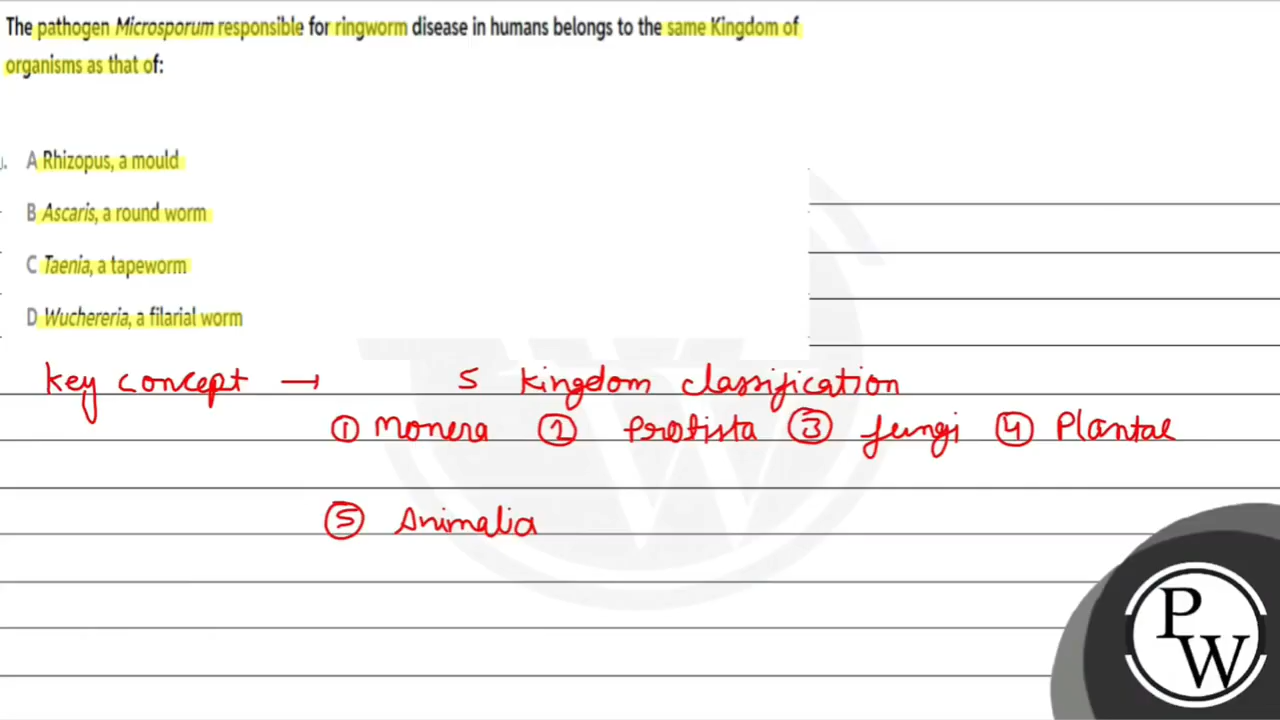 The pathogen Microsporum responsible for ringworm disease in humans belongs to the same Kingdom of
organisms as that of:
A Rhizopus, a mould
B Ascaris, a round worm
C Taenia, a tapeworm
D Wuchereria, a filarial worm
Key concept → 5 Kingdom classification
① Monera ② Protista ③ fungi ④ Plantae
⑤ Animalia
P
W